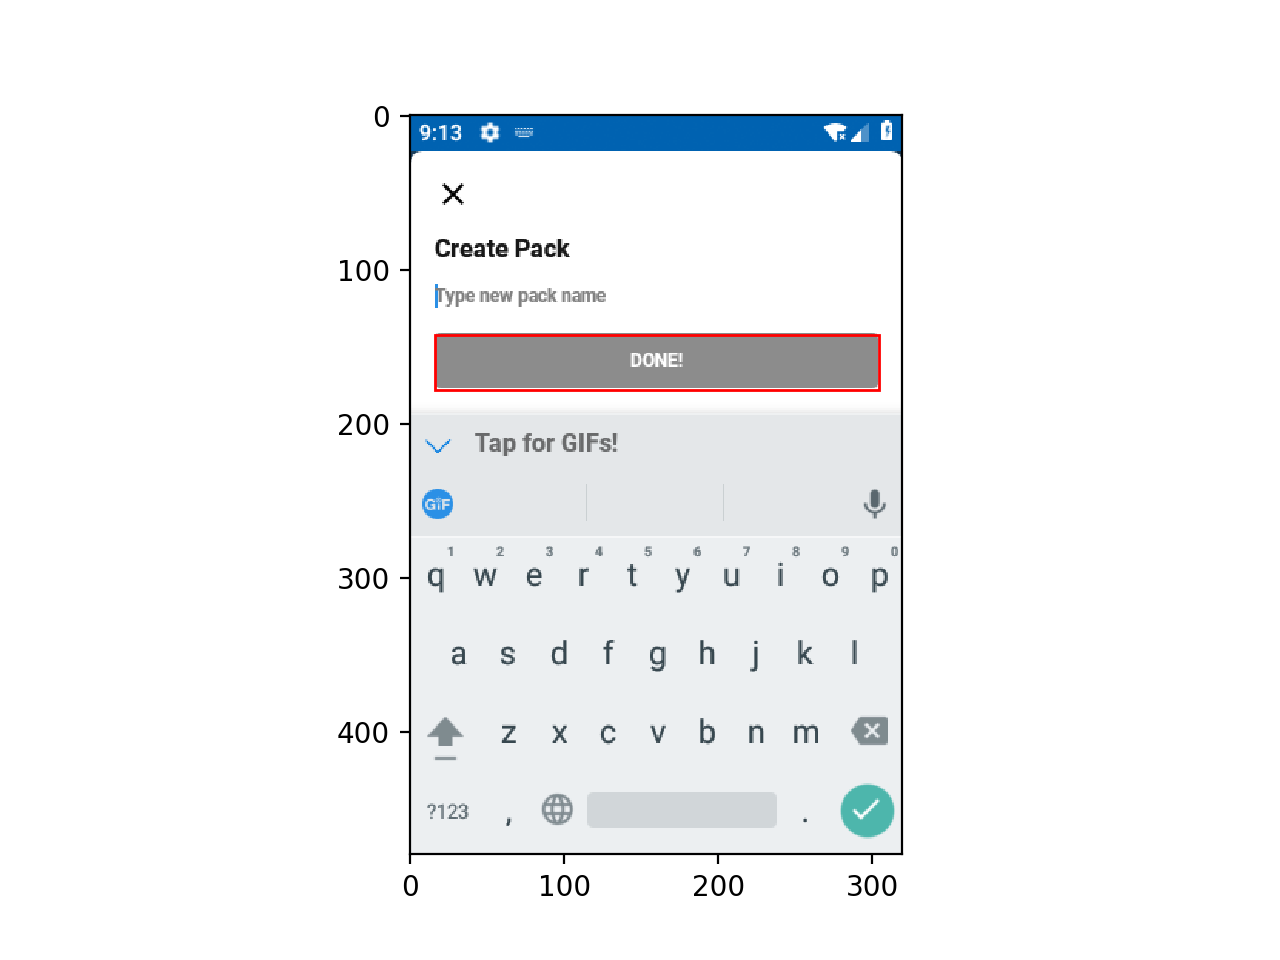 0
100
200
300
400
9:13
Create Pack
Type new pack name
DONE!
Tap for GIFs!
GIF
1 2 3 4 5 6 7 8 9 0
q w e r t y u i o p
a s d f g h j k l
z x c v b n m
?123 , .
0 100 200 300